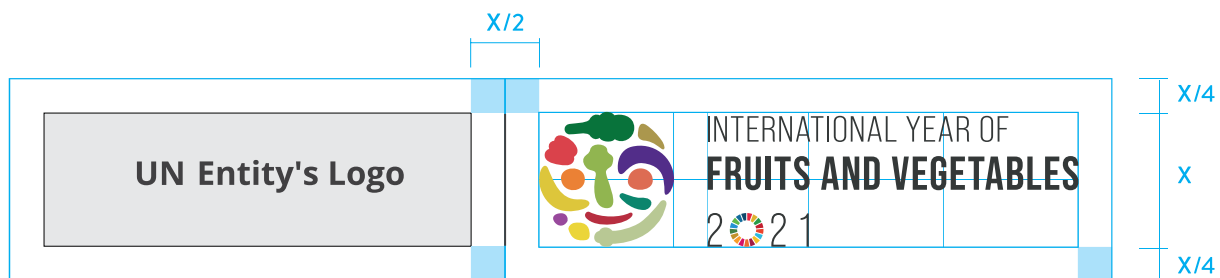 X/2
X/4
UN Entity's Logo
INTERNATIONAL YEAR OF
FRUITS AND VEGETABLES
2021
X
X/4